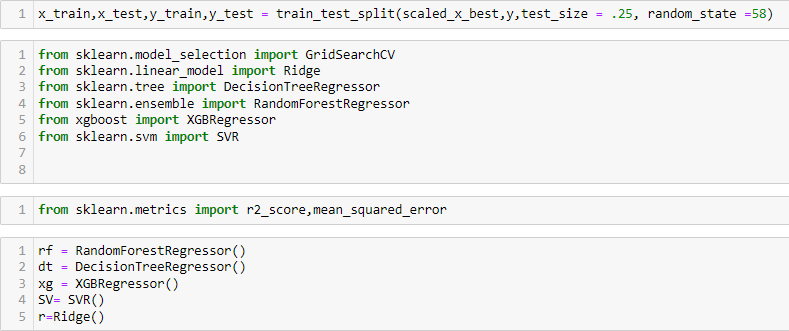 1 x_train,x_test,y_train,y_test = train_test_split(scaled_x_best,y,test_size = .25, random_state =58)
1 from sklearn.model_selection import GridSearchCV
2 from sklearn.linear_model import Ridge
3 from sklearn.tree import DecisionTreeRegressor
4 from sklearn.ensemble import RandomForestRegressor
5 from xgboost import XGBRegressor
6 from sklearn.svm import SVR
7
8
1 from sklearn.metrics import r2_score,mean_squared_error
1 rf = RandomForestRegressor()
2 dt = DecisionTreeRegressor()
3 xg = XGBRegressor()
4 SV= SVR()
5 r=Ridge()